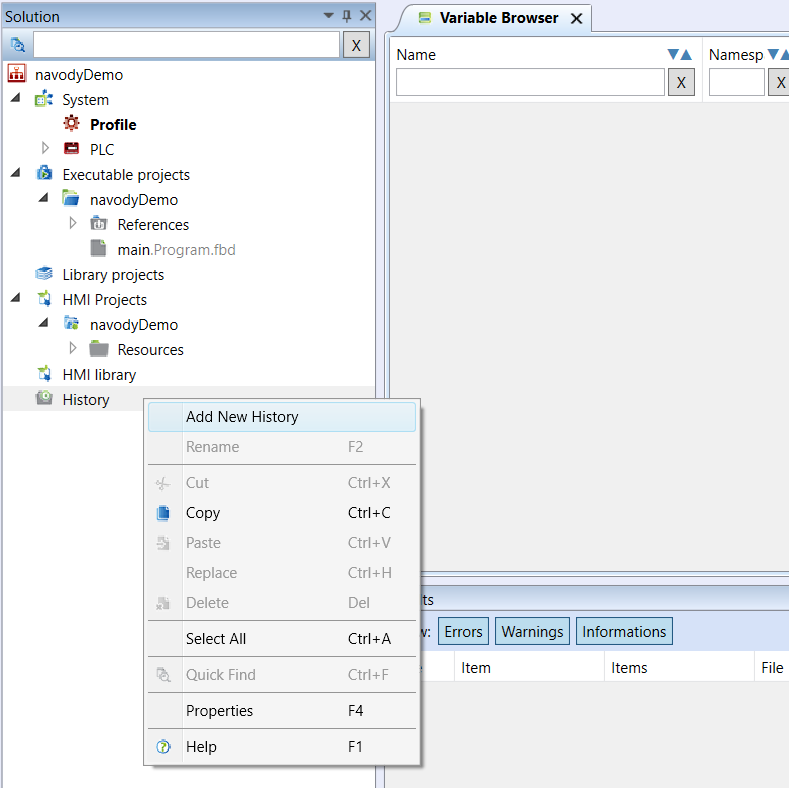 Solution
X
navodyDemo
System
Profile
PLC
Executable projects
navodyDemo
References
main.Program.fbd
Library projects
HMI Projects
navodyDemo
Resources
HMI library
History
Add New History
Rename F2
Cut Ctrl+X
Copy Ctrl+C
Paste Ctrl+V
Replace Ctrl+H
Delete Del
Select All Ctrl+A
Quick Find Ctrl+F
Properties F4
Help F1
Variable Browser
Name Namesp
X X
ts
w: Errors Warnings Informations
Item Items File